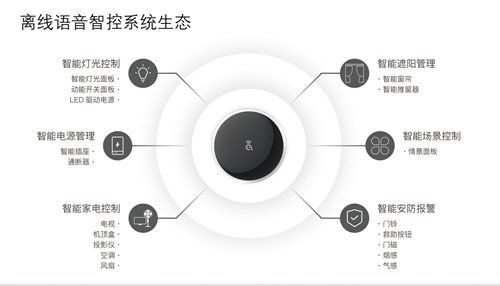 离线语音智控系统生态
智能灯光控制
智能灯光面板·
动能开关面板·
LED 驱动电源·
智能电源管理
智能插座·
通断器·
智能家电控制
电视·
机顶盒·
投影仪·
空调·
风扇·
智能遮阳管理
·智能窗帘
·智能推窗器
智能场景控制
·情景面板
智能安防报警
·门铃
·救助按钮
·门磁
·烟感
·气感